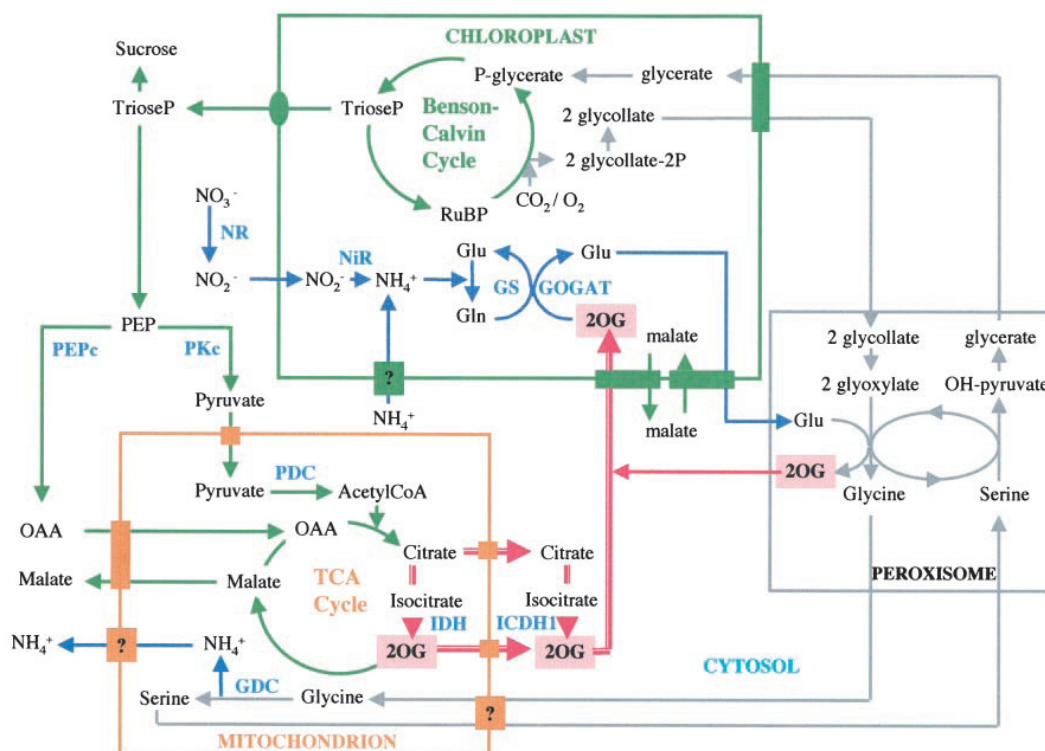 CHLOROPLAST
Sucrose
P-glycerate
glycerate
TrioseP
TrioseP
Benson-
Calvin
Cycle
2 glycollate
2 glycollate-2P
RuBP
CO2 / O2
NO3-
NR
NO2-
NO2-
NiR
NH4+
Glu
Gln
GS
GOGAT
Glu
2OG
malate
malate
?
NH4+
PEP
PEPc
PKc
Pyruvate
2 glycollate
glycerate
2 glyoxylate
OH-pyruvate
Glu
2OG
Glycine
Serine
PEROXISOME
Pyruvate
PDC
AcetylCoA
OAA
OAA
Citrate
Citrate
Malate
Malate
TCA
Cycle
Isocitrate
Isocitrate
IDH
ICDH1
2OG
2OG
NH4+
?
NH4+
GDC
CYTOSOL
Serine
Glycine
?
MITOCHONDRION